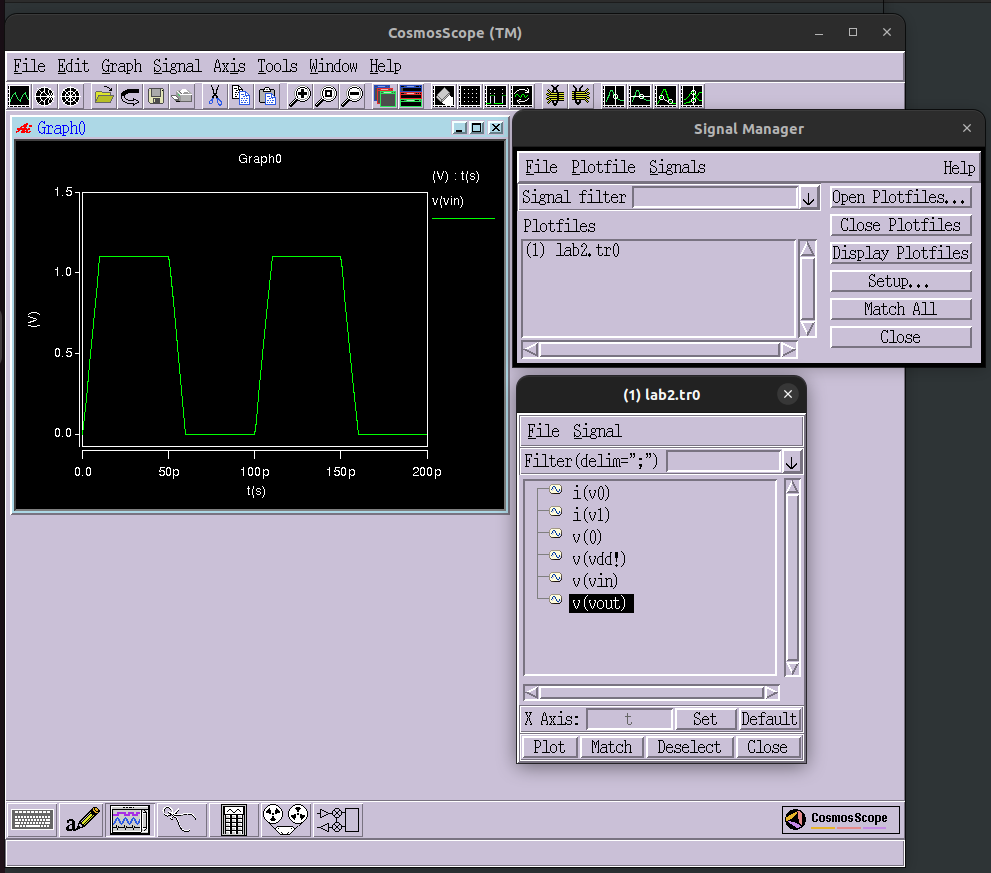 CosmosScope (TM)
File Edit Graph Signal Axis Tools Window Help
Graph0
Graph0
(V) : t(s)
v(vin)
1.5
1.0
(V)
0.5
0.0
0.0 50p 100p 150p 200p
t(s)
Signal Manager
File Plotfile Signals Help
Signal filter
Open Plotfiles...
Plotfiles
Close Plotfiles
(1) lab2.tr0
Display Plotfiles
Setup...
Match All
Close
(1) lab2.tr0
File Signal
Filter(delim=";")
i(v0)
i(v1)
v(0)
v(vdd!)
v(vin)
v(vout)
X Axis: t Set Default
Plot Match Deselect Close
a
CosmosScope